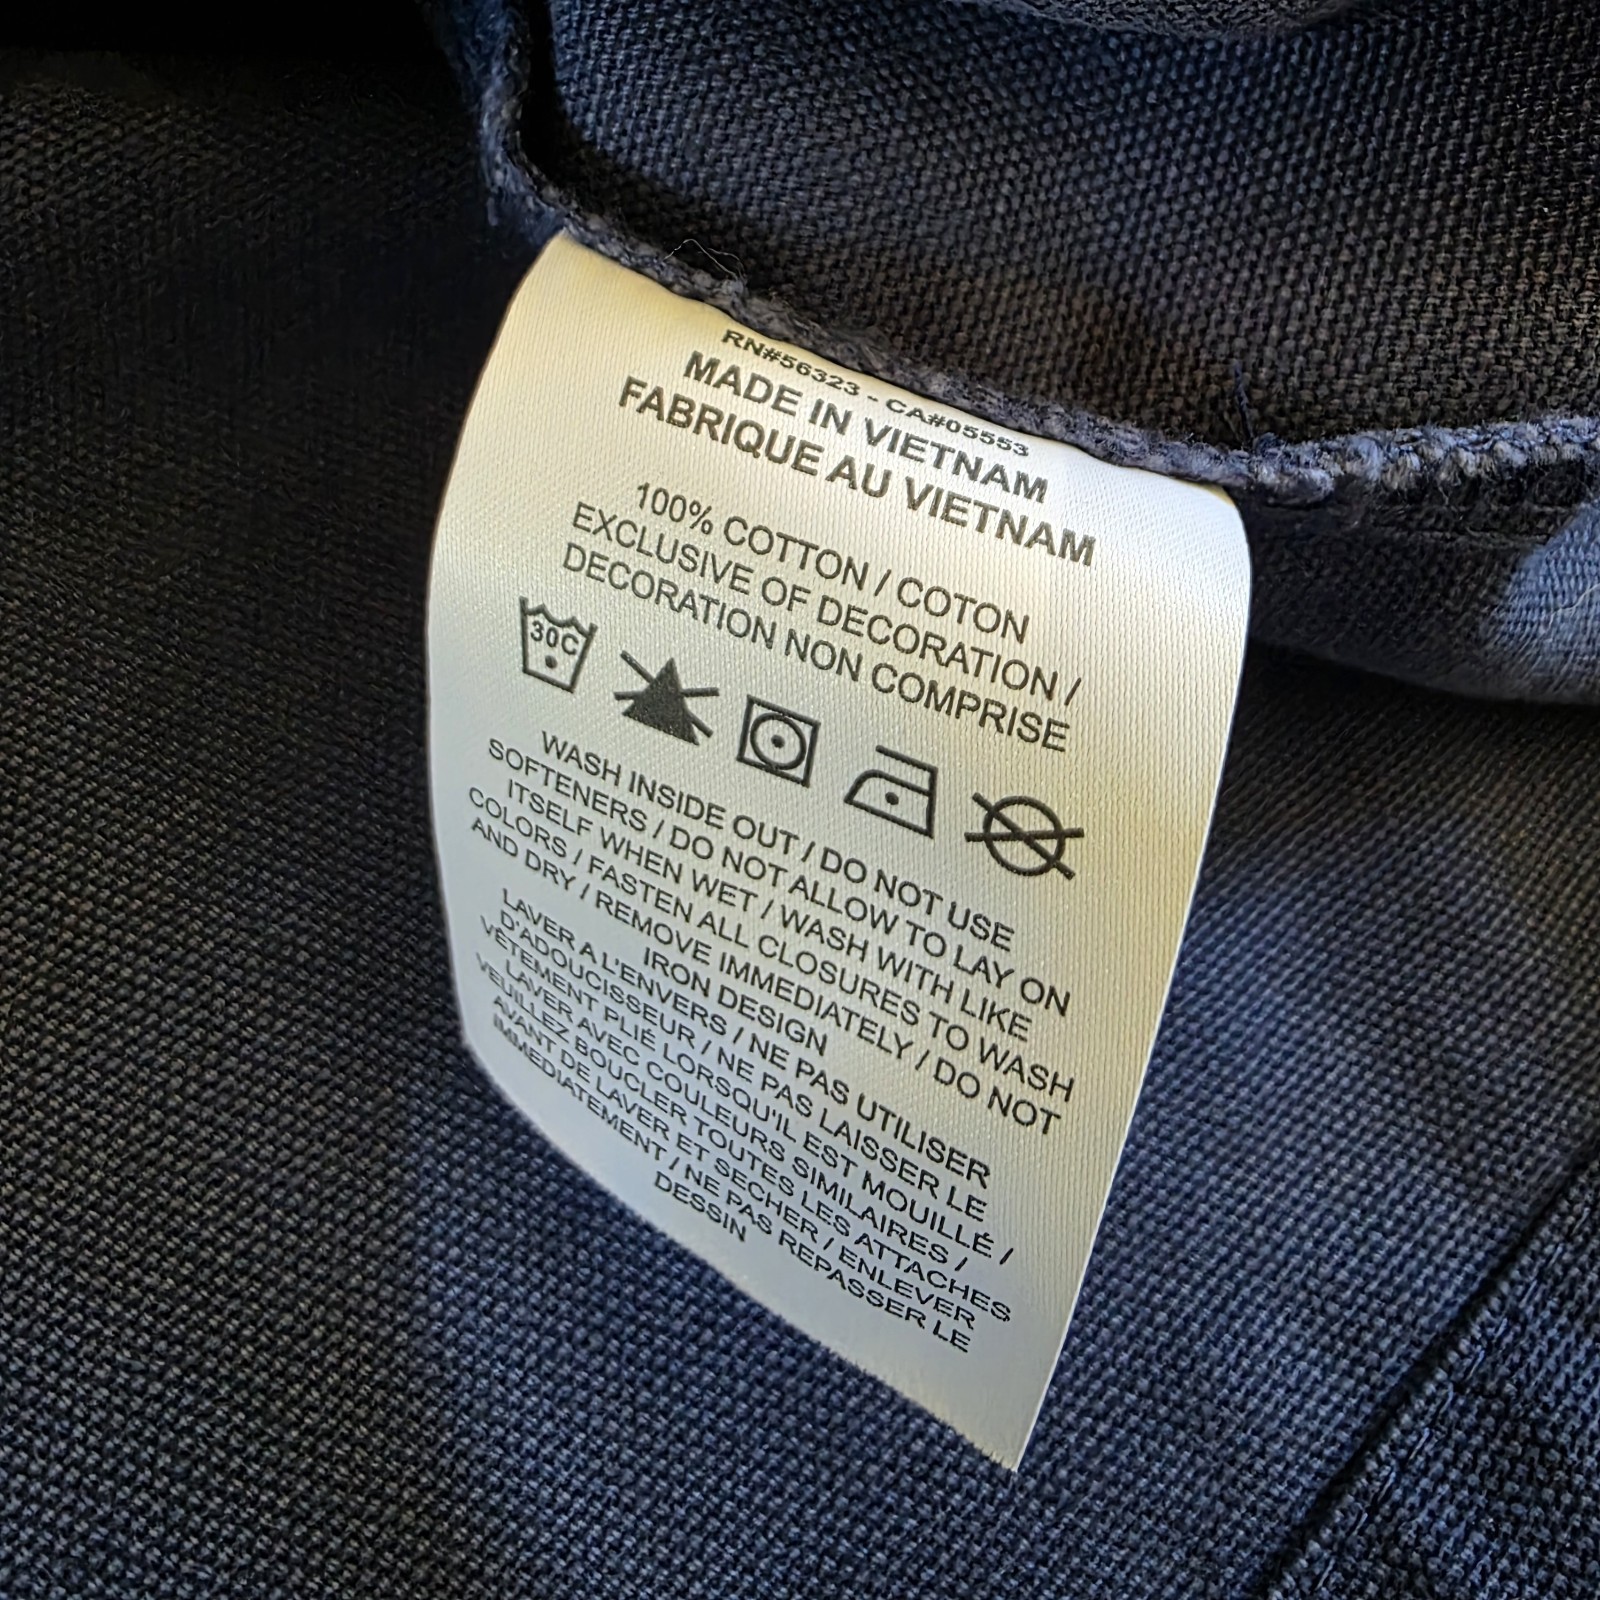 RN#56323 - CA#05553
MADE IN VIETNAM
FABRIQUE AU VIETNAM
100% COTTON / COTON
EXCLUSIVE OF DECORATION /
DECORATION NON COMPRISE
30C
WASH INSIDE OUT / DO NOT USE
SOFTENERS / DO NOT ALLOW TO LAY ON
ITSELF WHEN WET / WASH WITH LIKE
COLORS / FASTEN ALL CLOSURES TO WASH
AND DRY / REMOVE IMMEDIATELY / DO NOT
IRON DESIGN
LAVER A L'ENVERS / NE PAS UTILISER
D'ADOUCISSEUR / NE PAS LAISSER LE
VÊTEMENT PLIÉ LORSQU'IL EST MOUILLÉ /
LAVER AVEC COULEURS SIMILAIRES /
VEUILLEZ BOUCLER TOUTES LES ATTACHES
AVANT DE LAVER ET SECHER / ENLEVER
IMMEDIATEMENT / NE PAS REPASSER LE
DESSIN